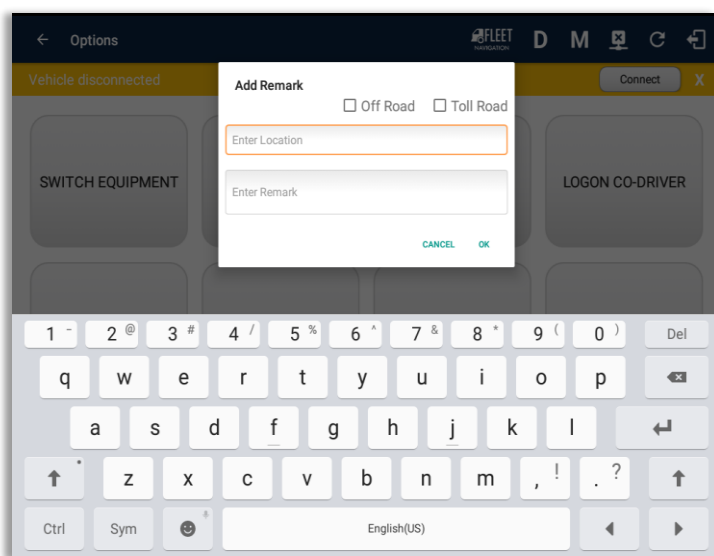 Options
FLEET
NAVIGATION
D M
Vehicle disconnected
Connect X
Add Remark
Off Road Toll Road
Enter Location
SWITCH EQUIPMENT
LOGON CO-DRIVER
Enter Remark
CANCEL OK
1 - 2 @ 3 # 4 / 5 % 6 ^ 7 & 8 * 9 ( 0 ) Del
q w e r t y u i o p
a s d f g h j k l
z x c v b n m , ! . ?
Ctrl Sym English(US)